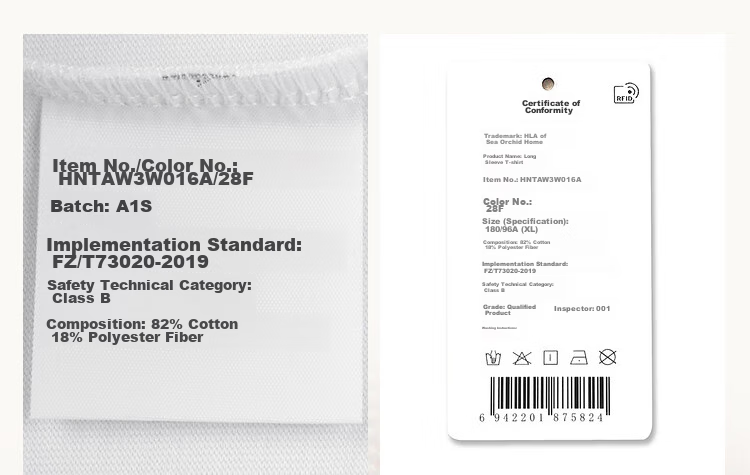 Item No./Color No.:
HNTAW3W016A/28F
Batch: A1S
Implementation Standard:
FZ/T73020-2019
Safety Technical Category:
Class B
Composition: 82% Cotton
18% Polyester Fiber
RFID
Certificate of
Conformity
Trademark: HLA of
Sea Orchid Home
Product Name: Long
Sleeve T-shirt
Item No.: HNTAW3W016A
Color No.:
28F
Size (Specification):
180/96A (XL)
Composition: 82% Cotton
18% Polyester Fiber
Implementation Standard:
FZ/T73020-2019
Safety Technical Category:
Class B
Grade: Qualified
Product
Inspector: 001
Washing Instructions:
6 942201 875824